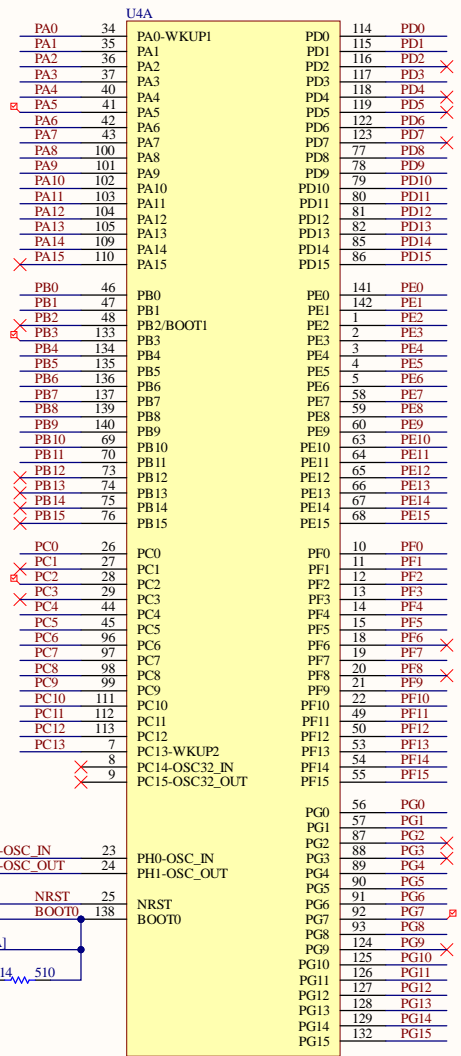 U4A
PA0 34 PA0-WKUP1 PD0 114 PD0
PA1 35 PA1 PD1 115 PD1
PA2 36 PA2 PD2 116 PD2
PA3 37 PA3 PD3 117 PD3
PA4 40 PA4 PD4 118 PD4
PA5 41 PA5 PD5 119 PD5
PA6 42 PA6 PD6 122 PD6
PA7 43 PA7 PD7 123 PD7
PA8 100 PA8 PD8 77 PD8
PA9 101 PA9 PD9 78 PD9
PA10 102 PA10 PD10 79 PD10
PA11 103 PA11 PD11 80 PD11
PA12 104 PA12 PD12 81 PD12
PA13 105 PA13 PD13 82 PD13
PA14 109 PA14 PD14 85 PD14
PA15 110 PA15 PD15 86 PD15
PB0 46 PB0 PE0 141 PE0
PB1 47 PB1 PE1 142 PE1
PB2 48 PB2/BOOT1 PE2 1 PE2
PB3 133 PB3 PE3 2 PE3
PB4 134 PB4 PE4 3 PE4
PB5 135 PB5 PE5 4 PE5
PB6 136 PB6 PE6 5 PE6
PB7 137 PB7 PE7 58 PE7
PB8 139 PB8 PE8 59 PE8
PB9 140 PB9 PE9 60 PE9
PB10 69 PB10 PE10 63 PE10
PB11 70 PB11 PE11 64 PE11
PB12 73 PB12 PE12 65 PE12
PB13 74 PB13 PE13 66 PE13
PB14 75 PB14 PE14 67 PE14
PB15 76 PB15 PE15 68 PE15
PC0 26 PC0 PF0 10 PF0
PC1 27 PC1 PF1 11 PF1
PC2 28 PC2 PF2 12 PF2
PC3 29 PC3 PF3 13 PF3
PC4 44 PC4 PF4 14 PF4
PC5 45 PC5 PF5 15 PF5
PC6 96 PC6 PF6 18 PF6
PC7 97 PC7 PF7 19 PF7
PC8 98 PC8 PF8 20 PF8
PC9 99 PC9 PF9 21 PF9
PC10 111 PC10 PF10 22 PF10
PC11 112 PC11 PF11 49 PF11
PC12 113 PC12 PF12 50 PF12
PC13 7 PC13-WKUP2 PF13 53 PF13
8 PC14-OSC32_IN PF14 54 PF14
9 PC15-OSC32_OUT PF15 55 PF15
PG0 56 PG0
PG1 57 PG1
PG2 87 PG2
-OSC_IN 23 PH0-OSC_IN PG3 88 PG3
-OSC_OUT 24 PH1-OSC_OUT PG4 89 PG4
PG5 90 PG5
NRST 25 NRST PG6 91 PG6
BOOT0 138 BOOT0 PG7 92 PG7
PG8 93 PG8
] PG9 124 PG9
PG10 125 PG10
14 510 PG11 126 PG11
PG12 127 PG12
PG13 128 PG13
PG14 129 PG14
PG15 132 PG15